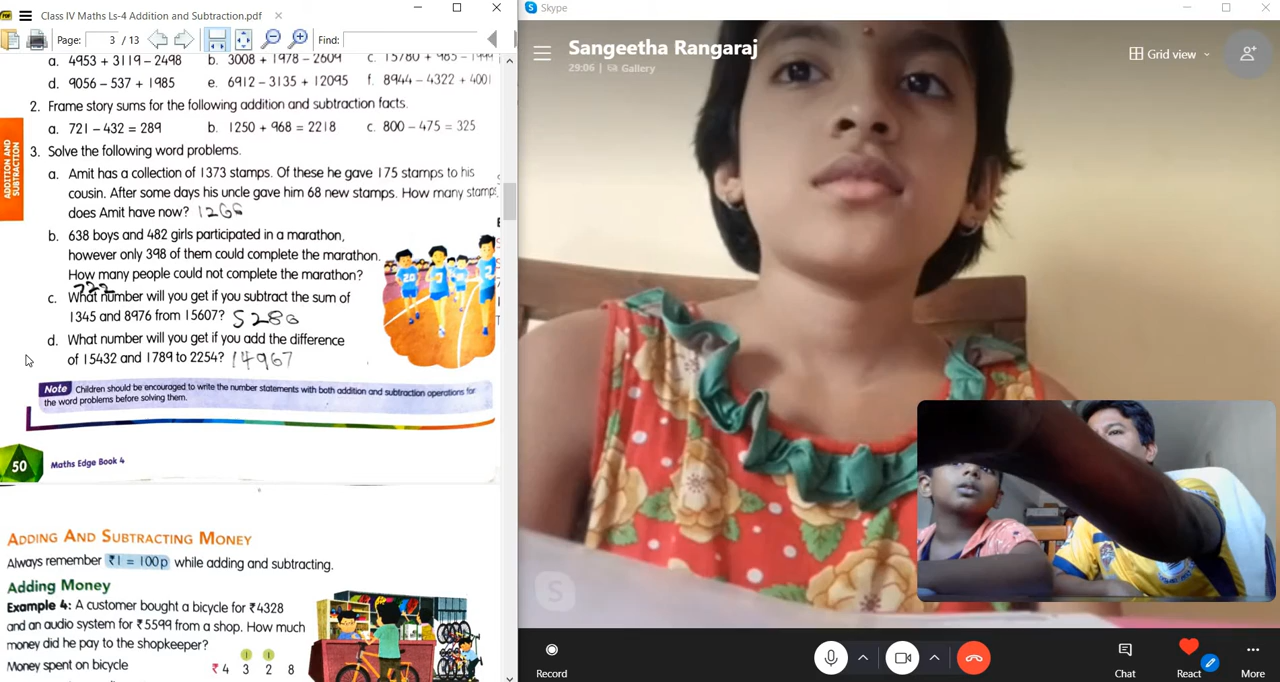 Class IV Maths Ls-4 Addition and Subtraction.pdf
Page: 3 / 13 Find:
a. 4953 + 3119 – 2498 b. 3008 + 1978 – 2609 c. 15780 + 985 – 1999
d. 9056 – 537 + 1985 e. 6912 – 3135 + 12095 f. 8944 – 4322 + 4001
2. Frame story sums for the following addition and subtraction facts.
a. 721 – 432 = 289 b. 1250 + 968 = 2218 c. 800 – 475 = 325
ADDITION AND
SUBTRACTION
3. Solve the following word problems.
a. Amit has a collection of 1373 stamps. Of these he gave 175 stamps to his
cousin. After some days his uncle gave him 68 new stamps. How many stamps
does Amit have now? 1266
b. 638 boys and 482 girls participated in a marathon,
however only 398 of them could complete the marathon.
How many people could not complete the marathon?
722
c. What number will you get if you subtract the sum of
1345 and 8976 from 15607? 5286
d. What number will you get if you add the difference
of 15432 and 1789 to 2254? 14967
Note Children should be encouraged to write the number statements with both addition and subtraction operations for
the word problems before solving them.
50 Maths Edge Book 4
ADDING AND SUBTRACTING MONEY
Always remember ₹1 = 100p while adding and subtracting.
Adding Money
Example 4: A customer bought a bicycle for ₹4328
and an audio system for ₹5599 from a shop. How much
money did he pay to the shopkeeper?
1 1
Money spent on bicycle ₹ 4 3 2 8
Skype
Sangeetha Rangaraj
29:06 | Gallery
Grid view
Record
Chat
React
More